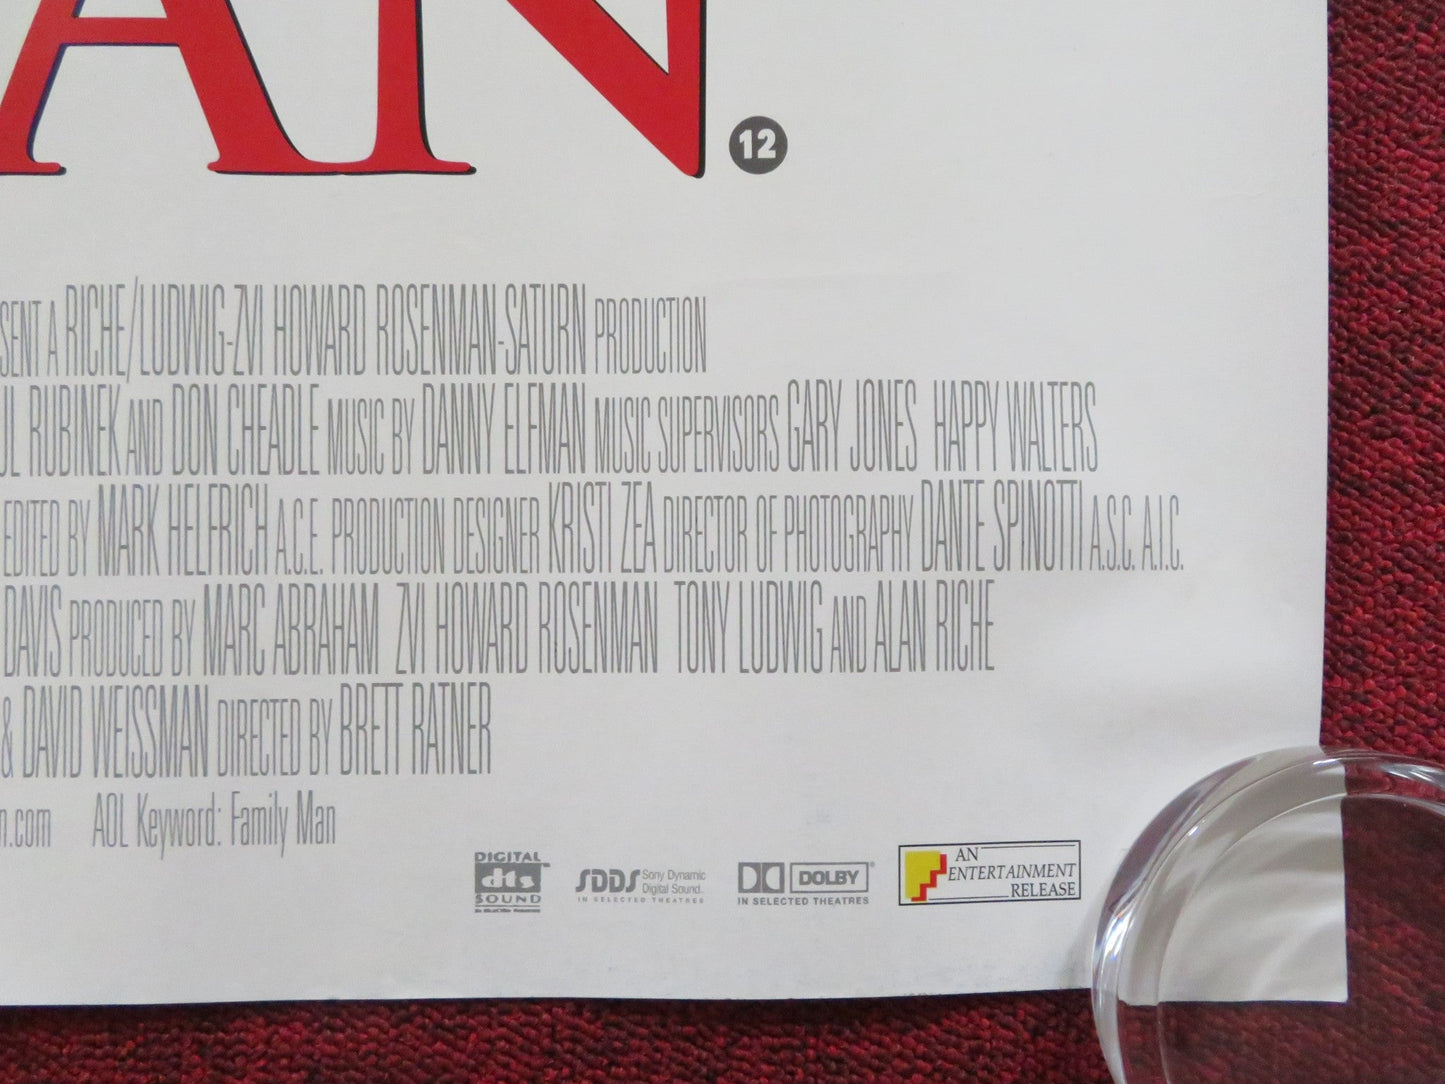 AN 12
SENT A RICHE/LUDWIG-ZVI HOWARD ROSENMAN-SATURN PRODUCTION
UL RUBINEK AND DON CHEADLE MUSIC BY DANNY ELFMAN MUSIC SUPERVISORS GARY JONES HAPPY WALTERS
EDITED BY MARK HELFRICH A.C.E. PRODUCTION DESIGNER KRISTI ZEA DIRECTOR OF PHOTOGRAPHY DANTE SPINOTTI A.S.C. A.I.C.
DAVIS PRODUCED BY MARC ABRAHAM ZVI HOWARD ROSENMAN TONY LUDWIG AND ALAN RICHE
& DAVID WEISSMAN DIRECTED BY BRETT RATNER
n.com AOL Keyword: Family Man
DIGITAL
dts
SOUND
SDDS Sony Dynamic
Digital Sound.
IN SELECTED THEATRES
DOLBY
IN SELECTED THEATRES
AN
ENTERTAINMENT
RELEASE